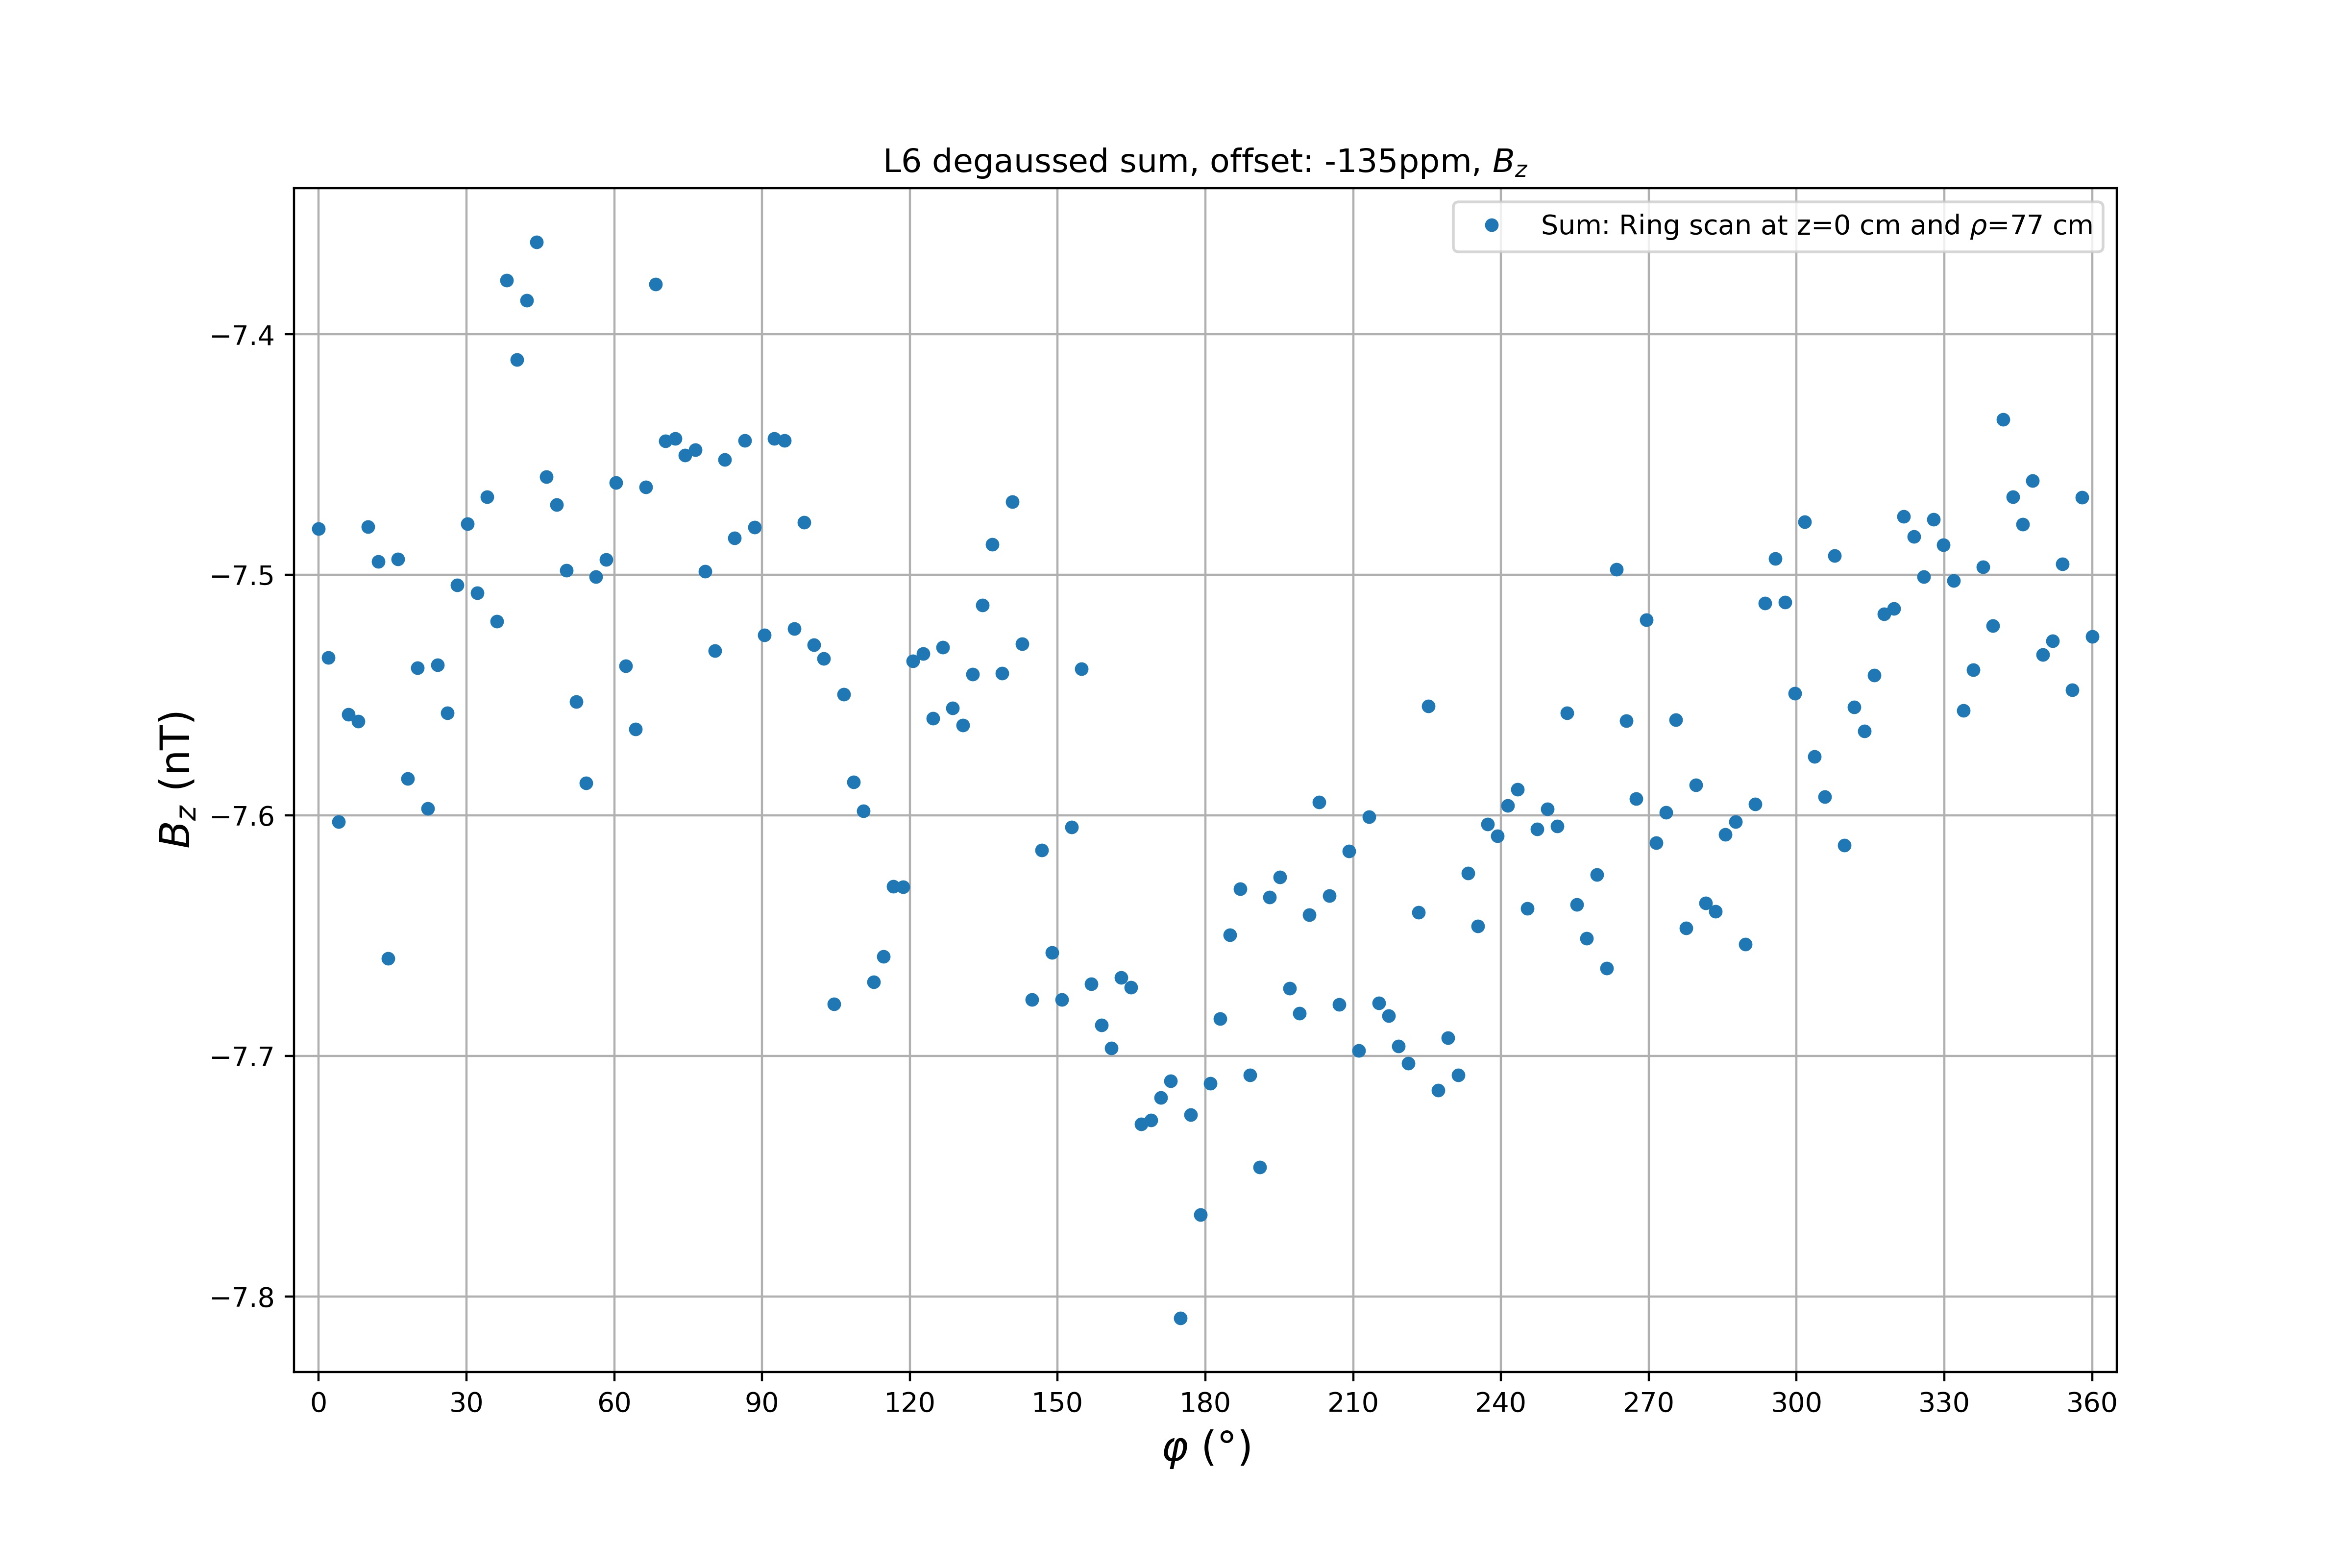 L6 degaussed sum, offset: -135ppm, B_z
Sum: Ring scan at z=0 cm and ρ=77 cm
−7.4
−7.5
−7.6
−7.7
−7.8
B_z (nT)
0 30 60 90 120 150 180 210 240 270 300 330 360
φ (°)